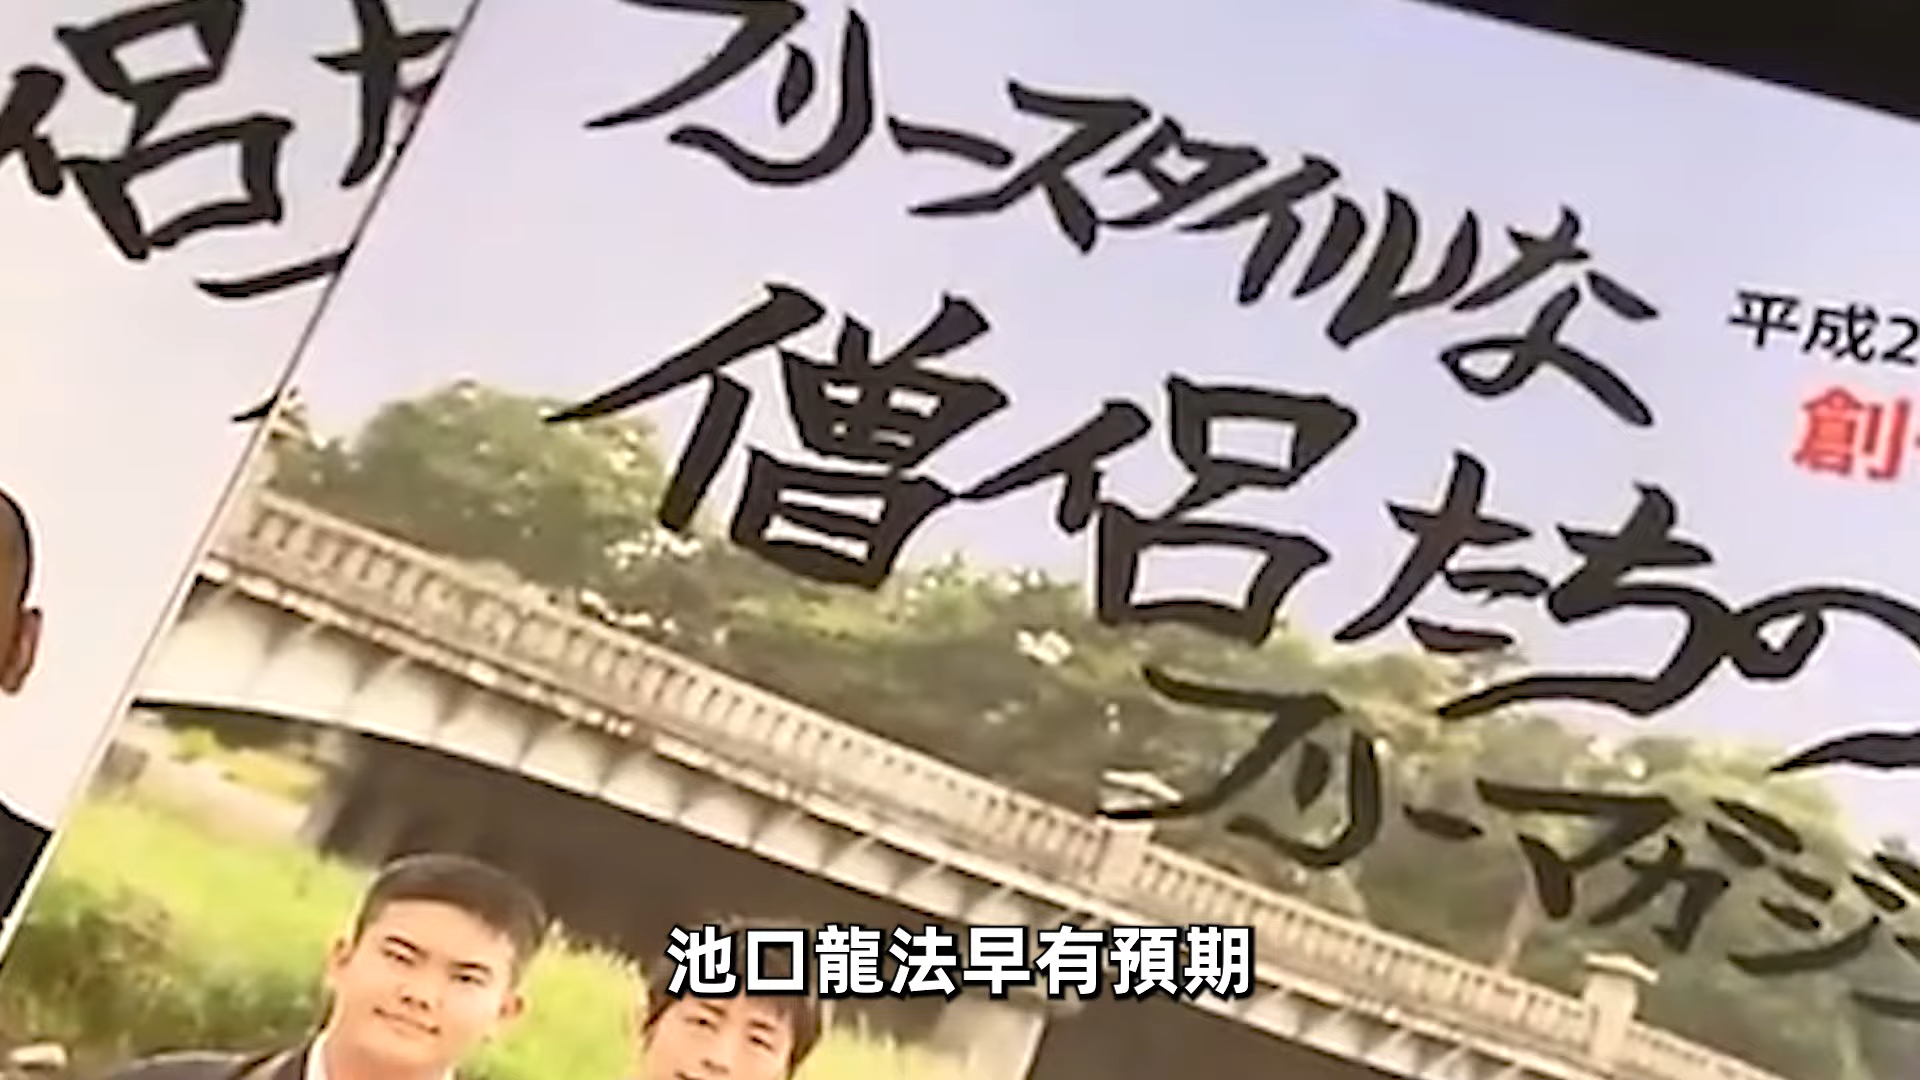 侶た
フリースタイルな
僧侶たちの
フリーマガジ
平成2
創
池口龍法早有預期